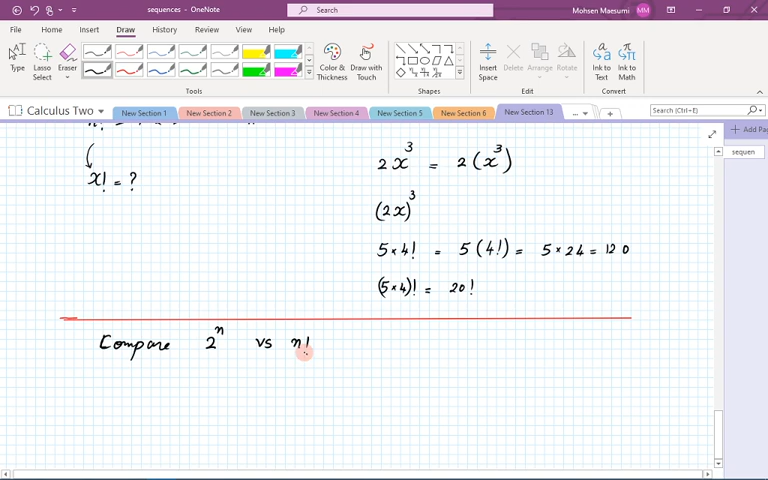 sequences - OneNote
Search
Mohsen Maesumi MM
File Home Insert Draw History Review View Help
Type
Lasso Select
Eraser
Color & Thickness
Draw with Touch
Insert Space
Delete
Arrange
Rotate
Ink to Text
Ink to Math
Tools
Shapes
Edit
Convert
Calculus Two
New Section 1
New Section 2
New Section 3
New Section 4
New Section 5
New Section 6
New Section 13
...
+
Search (Ctrl+E)
Add Pag
sequen
x! = ?
2x³ = 2(x³)
(2x)³
5×4! = 5(4!) = 5×24 = 120
(5×4)! = 20!
Compare 2ⁿ vs n!